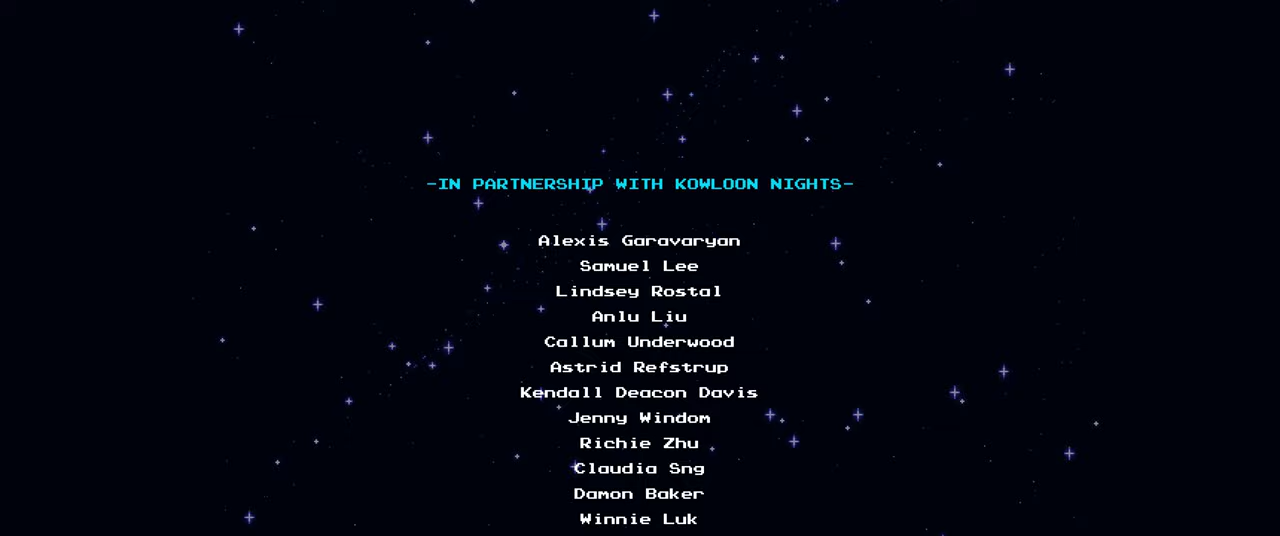 -IN PARTNERSHIP WITH KOWLOON NIGHTS-
Alexis Garavaryan
Samuel Lee
Lindsey Rostal
Anlu Liu
Callum Underwood
Astrid Refstrup
Kendall Deacon Davis
Jenny Windom
Richie Zhu
Claudia Sng
Damon Baker
Winnie Luk